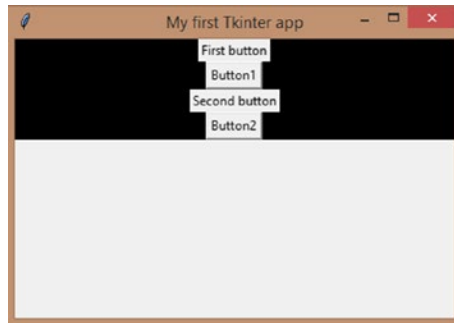 My first Tkinter app
First button
Button1
Second button
Button2